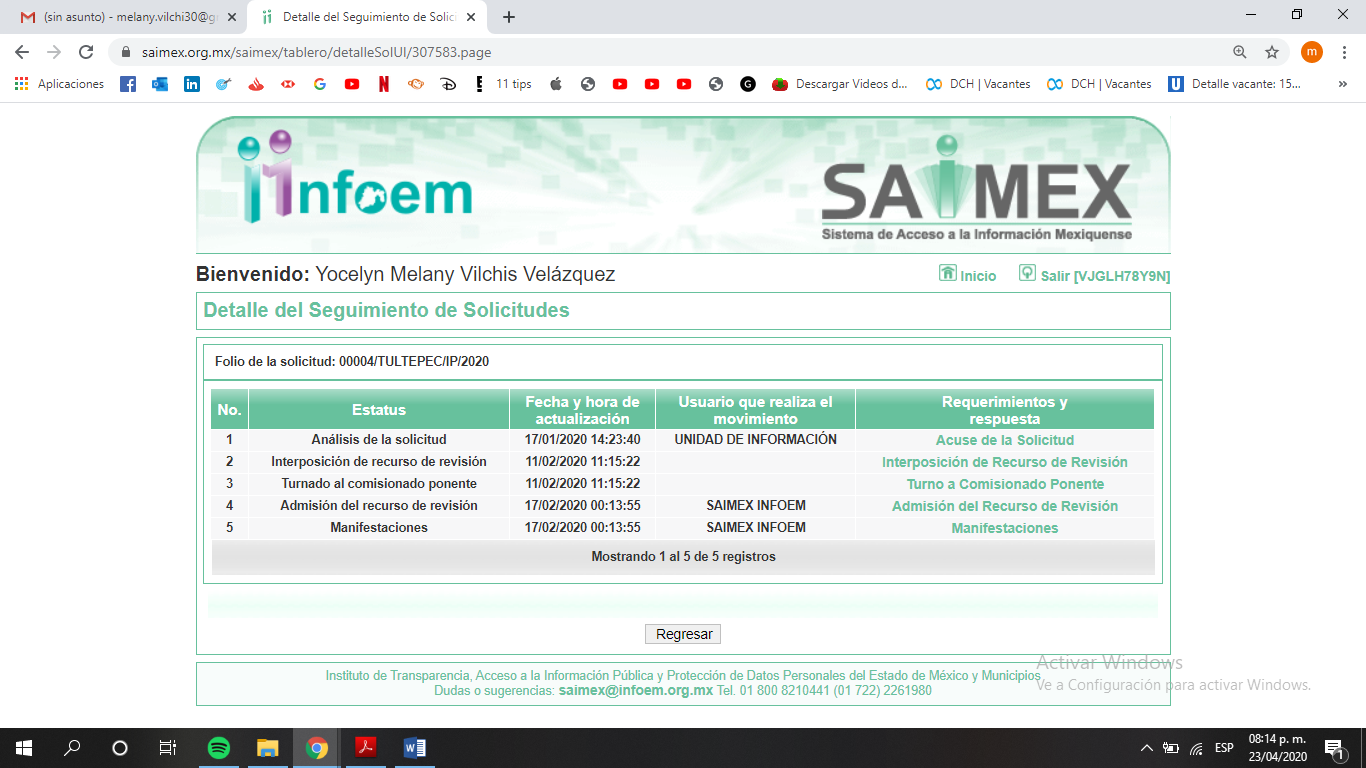 (sin asunto) - melany.vilchi30@g
Detalle del Seguimiento de Solic
saimex.org.mx/saimex/tablero/detalleSolUI/307583.page
m
Aplicaciones
11 tips
Descargar Videos d...
DCH | Vacantes
DCH | Vacantes
Detalle vacante: 15...
infoem
SAIMEX
Sistema de Acceso a la Información Mexiquense
Bienvenido: Yocelyn Melany Vilchis Velázquez
Inicio
Salir [VJGLH78Y9N]
Detalle del Seguimiento de Solicitudes
Folio de la solicitud: 00004/TULTEPEC/IP/2020
No. Estatus Fecha y hora de actualización Usuario que realiza el movimiento Requerimientos y respuesta
1 Análisis de la solicitud 17/01/2020 14:23:40 UNIDAD DE INFORMACIÓN Acuse de la Solicitud
2 Interposición de recurso de revisión 11/02/2020 11:15:22 Interposición de Recurso de Revisión
3 Turnado al comisionado ponente 11/02/2020 11:15:22 Turno a Comisionado Ponente
4 Admisión del recurso de revisión 17/02/2020 00:13:55 SAIMEX INFOEM Admisión del Recurso de Revisión
5 Manifestaciones 17/02/2020 00:13:55 SAIMEX INFOEM Manifestaciones
Mostrando 1 al 5 de 5 registros
Regresar
Instituto de Transparencia, Acceso a la Información Pública y Protección de Datos Personales del Estado de México y Municipios
Dudas o sugerencias: saimex@infoem.org.mx Tel. 01 800 8210441 (01 722) 2261980
Activar Windows
Ve a Configuración para activar Windows.
ESP
08:14 p. m.
23/04/2020
1